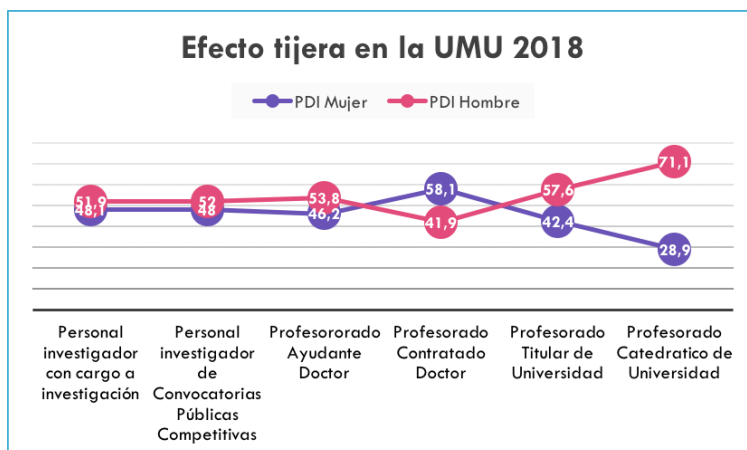 Efecto tijera en la UMU 2018
PDI Mujer PDI Hombre
51,9 52 53,8 58,1 57,6 71,1
48,1 48 46,2 41,9 42,4 28,9
Personal
investigador
con cargo a
investigación
Personal
investigador
de
Convocatorias
Públicas
Competitivas
Profesororado
Ayudante
Doctor
Profesorado
Contratado
Doctor
Profesorado
Titular de
Universidad
Profesorado
Catedratico de
Universidad